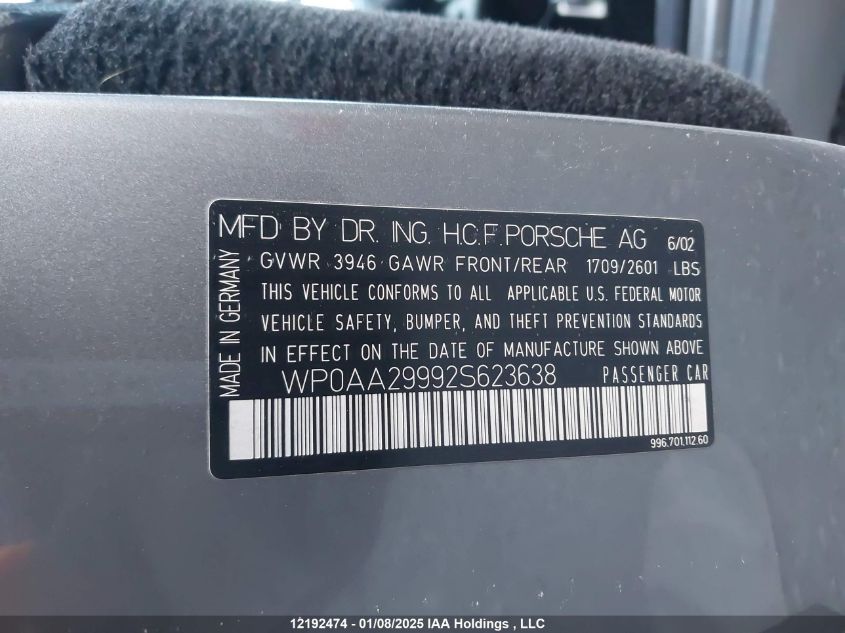 MFD BY DR. ING. H.C.F. PORSCHE AG 6/02
GVWR 3946 GAWR FRONT/REAR 1709/2601 LBS
THIS VEHICLE CONFORMS TO ALL APPLICABLE U.S. FEDERAL MOTOR
VEHICLE SAFETY, BUMPER, AND THEFT PREVENTION STANDARDS
IN EFFECT ON THE DATE OF MANUFACTURE SHOWN ABOVE
WP0AA29992S623638 PASSENGER CAR
996.701.112.60
MADE IN GERMANY
12192474 - 01/08/2025 IAA Holdings , LLC